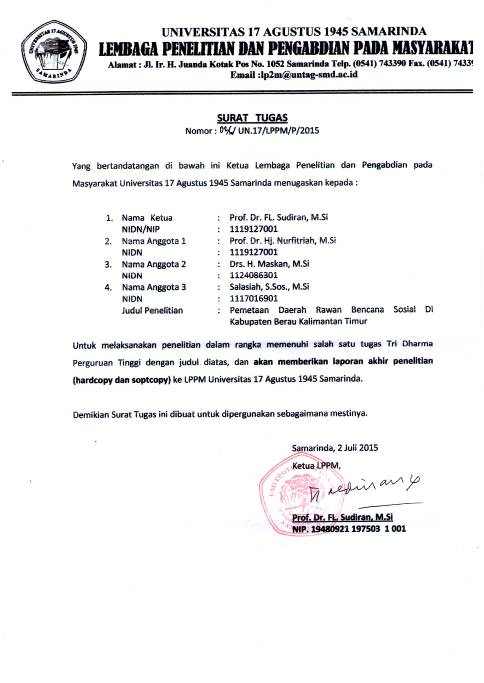 UNIVERSITAS 17 AGUSTUS 1945 SAMARINDA
LEMBAGA PENELITIAN DAN PENGABDIAN PADA MASYARAKAT
Alamat : Jl. Ir. H. Juanda Kotak Pos No. 1052 Samarinda Telp. (0541) 743390 Fax. (0541) 7433
Email :lp2m@untag-smd.ac.id
SURAT TUGAS
Nomor : UN.17/LPPM/P/2015
Yang bertandatangan di bawah ini Ketua Lembaga Penelitian dan Pengabdian pada
Masyarakat Universitas 17 Agustus 1945 Samarinda menugaskan kepada :
1. Nama Ketua : Prof. Dr. FL. Sudiran, M.Si
NIDN/NIP : 1119127001
2. Nama Anggota 1 : Prof. Dr. Hj. Nurfitriah, M.Si
NIDN : 1119127001
3. Nama Anggota 2 : Drs. H. Maskan, M.Si
NIDN : 1124086301
4. Nama Anggota 3 : Salasiah, S.Sos., M.Si
NIDN : 1117016901
Judul Penelitian : Pemetaan Daerah Rawan Bencana Sosial Di
Kabupaten Berau Kalimantan Timur
Untuk melaksanakan penelitian dalam rangka memenuhi salah satu tugas Tri Dharma
Perguruan Tinggi dengan judul diatas, dan akan memberikan laporan akhir penelitian
(hardcopy dan soptcopy) ke LPPM Universitas 17 Agustus 1945 Samarinda.
Demikian Surat Tugas ini dibuat untuk dipergunakan sebagaimana mestinya.
Samarinda, 2 Juli 2015
Ketua LPPM,
Prof. Dr. FL. Sudiran, M.Si
NIP. 19480921 197503 1 001